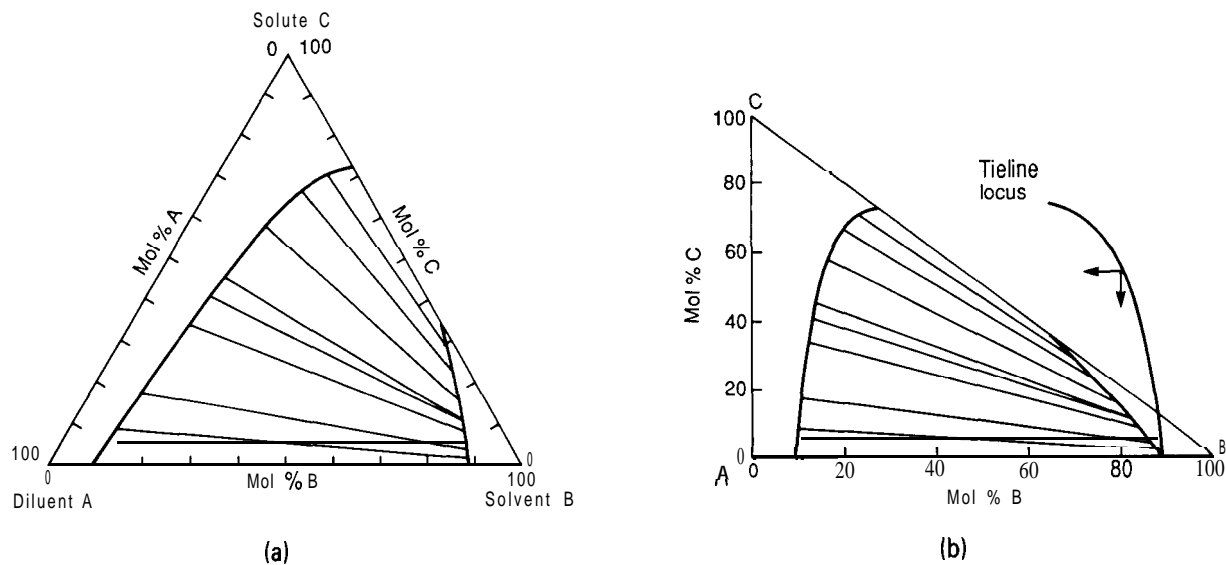 Solute C
0 100
Mol % A
Mol % C
100
0
0
100
Mol % B
Diluent A
Solvent B
(a)
C
100
80
60
40
20
0
Mol % C
Tieline
locus
A
0
20
40
60
80
100
B
Mol % B
(b)